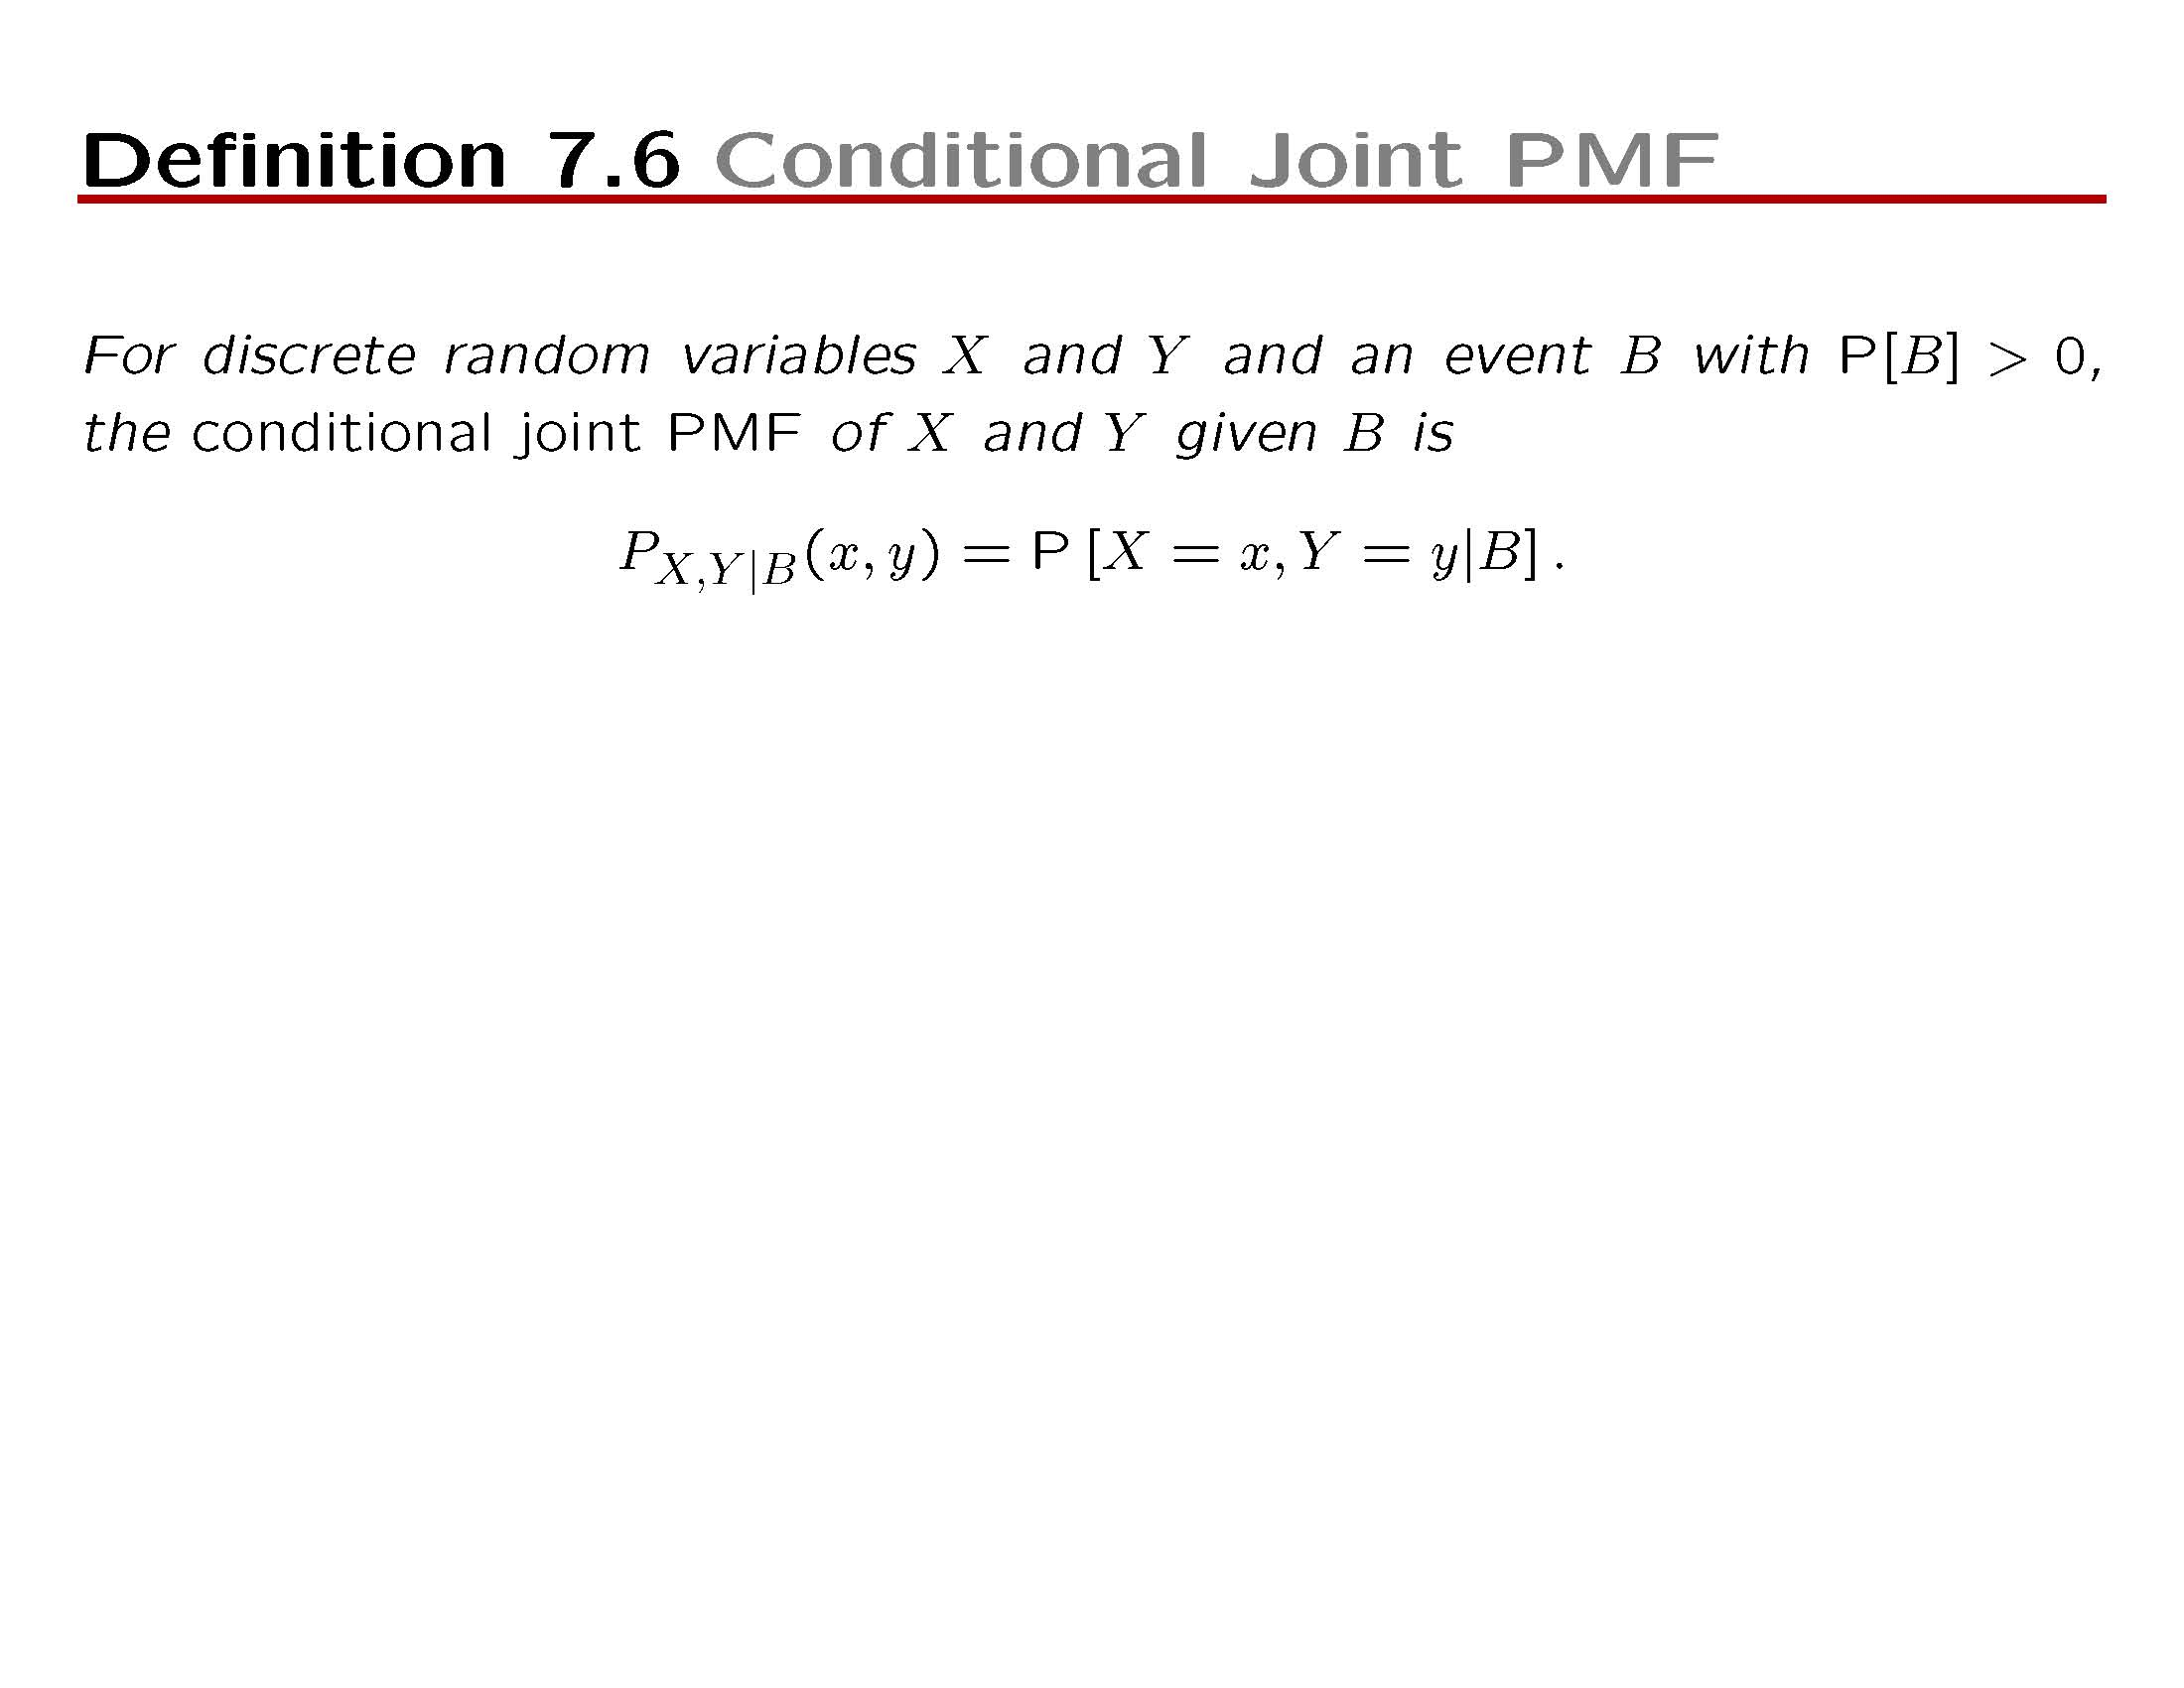 Definition 7.6 Conditional Joint PMF
For discrete random variables X and Y and an event B with P[B] > 0,
the conditional joint PMF of X and Y given B is
P_{X,Y|B}(x, y) = P [X = x, Y = y|B] .